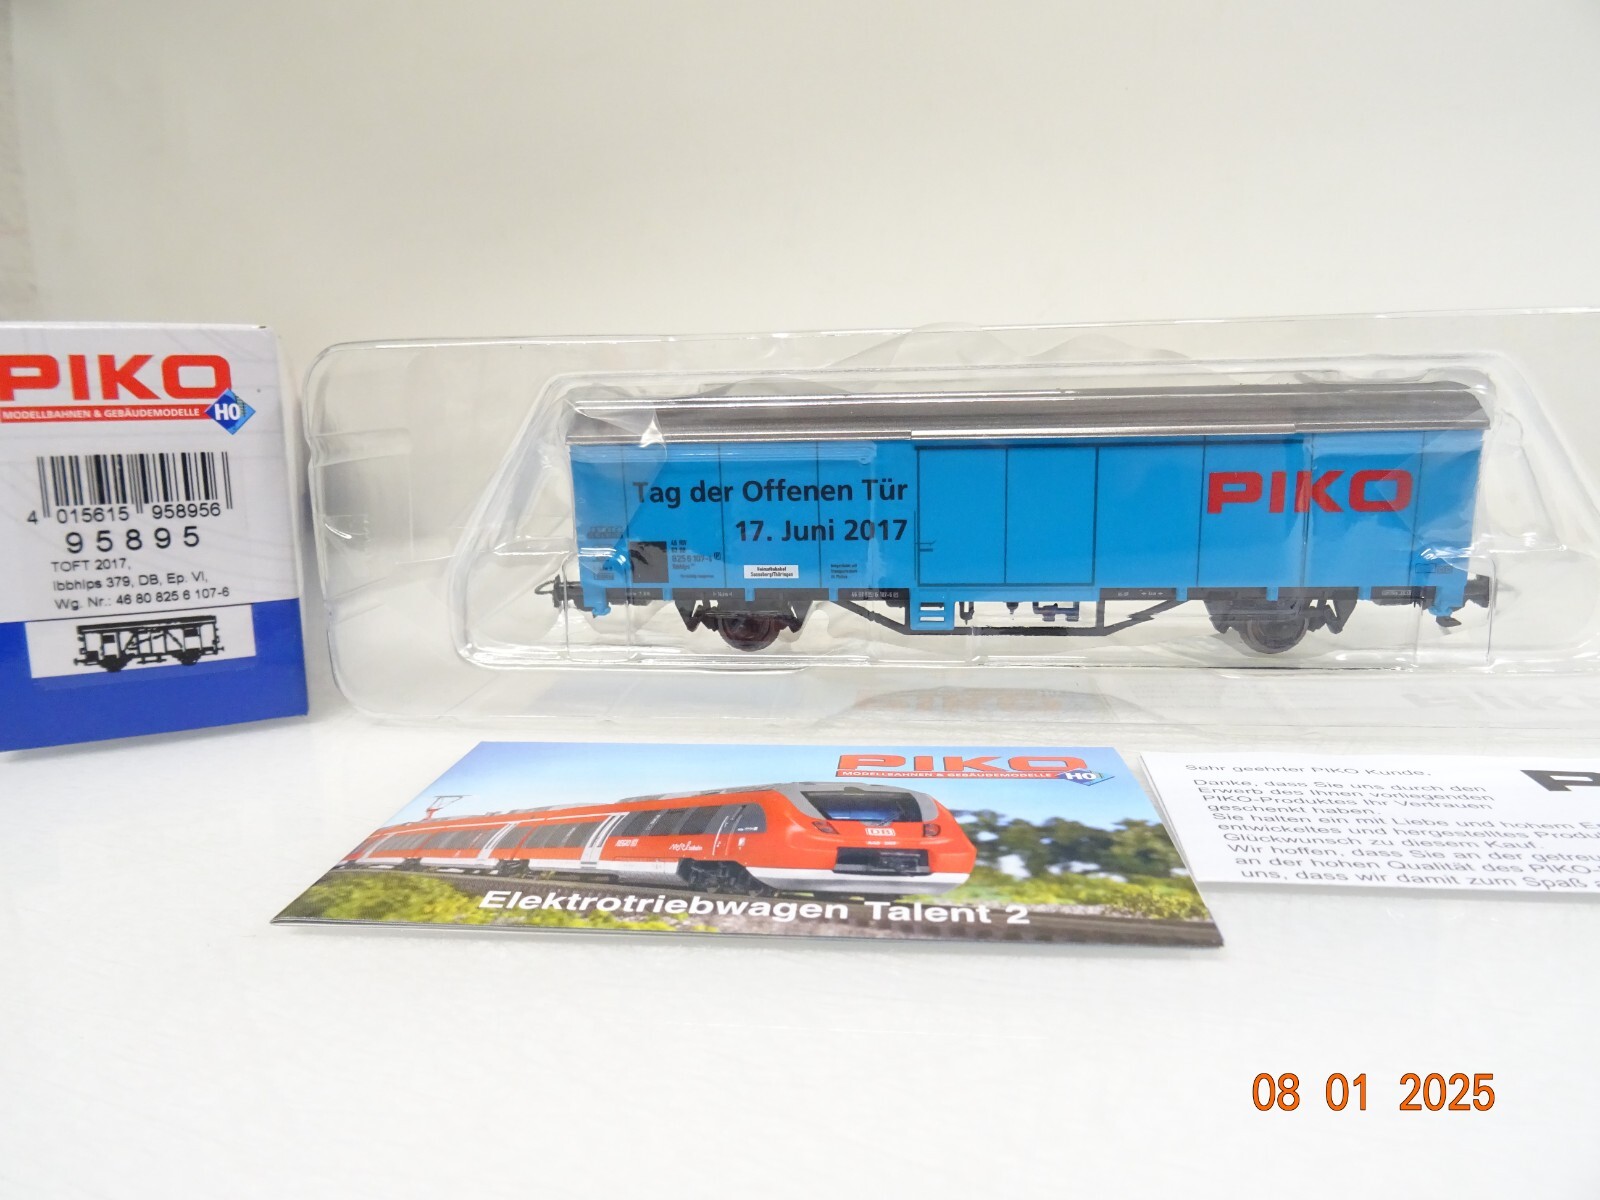 PIKO
MODELLBAHNEN & GEBÄUDEMODELLE
H0
4 015615 958956
95895
TOFT 2017,
Ibbhlps 379, DB, Ep. VI,
Wg. Nr.: 46 80 825 6 107-6
Tag der Offenen Tür
17. Juni 2017
PIKO
Heimatbahnhof
Sonneberg/Thüringen
PIKO
MODELLBAHNEN & GEBÄUDEMODELLE
H0
DB
Elektrotriebwagen Talent 2
Sehr geehrter PIKO Kunde,
Danke, dass Sie uns durch den
Erwerb des Ihnen vorliegenden
PIKO-Produktes Ihr Vertrauen
geschenkt haben.
Sie halten ein mit Liebe und hohem
entwickeltes und hergestelltes
Glückwunsch zu diesem Kauf.
Wir hoffen, dass Sie an der
an der hohen Qualität des
uns, dass wir damit zum Spaß
08 01 2025